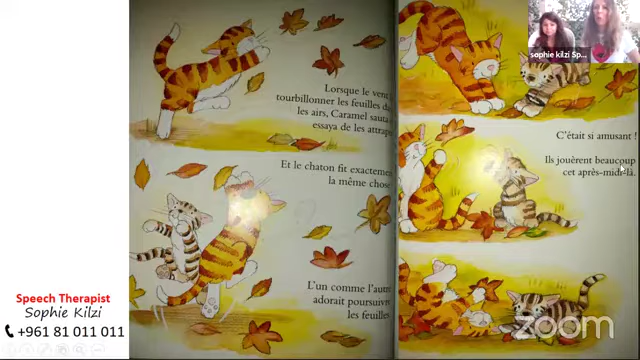 Lorsque le vent
tourbillonner les feuilles
les airs, Caramel sauta
essaya de les attrap
Et le chaton fit exactemen
la même chose
L'un comme l'autr
adorait poursuivr
les feuilles
C'était si amusant !
Ils jouèrent beaucoup
cet après-midi-là.
sophie kilzi Sp...
Speech Therapist
Sophie Kilzi
+961 81 011 011
zoom